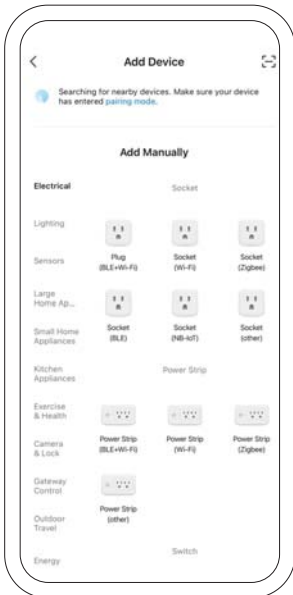 Add Device
Searching for nearby devices. Make sure your device
has entered pairing mode.
Add Manually
Electrical
Lighting
Sensors
Large
Home Ap...
Small Home
Appliances
Kitchen
Appliances
Exercise
& Health
Camera
& Lock
Gateway
Control
Outdoor
Travel
Energy
Socket
Plug
(BLE+Wi-Fi)
Socket
(Wi-Fi)
Socket
(Zigbee)
Socket
(BLE)
Socket
(NB-IoT)
Socket
(other)
Power Strip
Power Strip
(BLE+Wi-Fi)
Power Strip
(Wi-Fi)
Power Strip
(Zigbee)
Power Strip
(other)
Switch